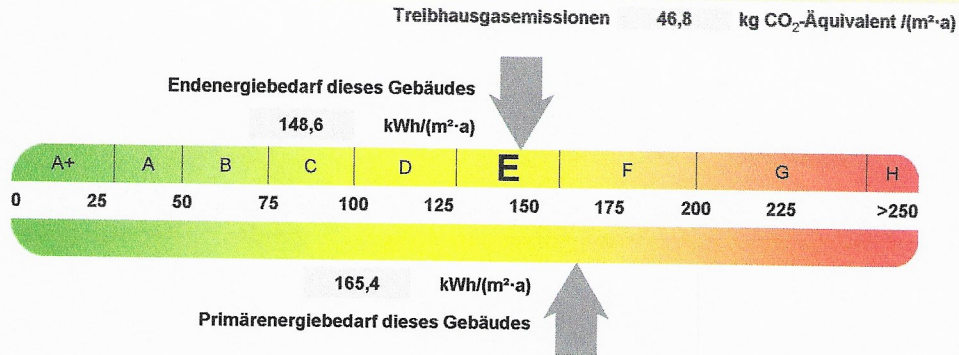 Treibhausgasemissionen 46,8 kg CO₂-Äquivalent /(m²·a)
Endenergiebedarf dieses Gebäudes
148,6 kWh/(m²·a)
A+ A B C D E F G H
0 25 50 75 100 125 150 175 200 225 >250
165,4 kWh/(m²·a)
Primärenergiebedarf dieses Gebäudes